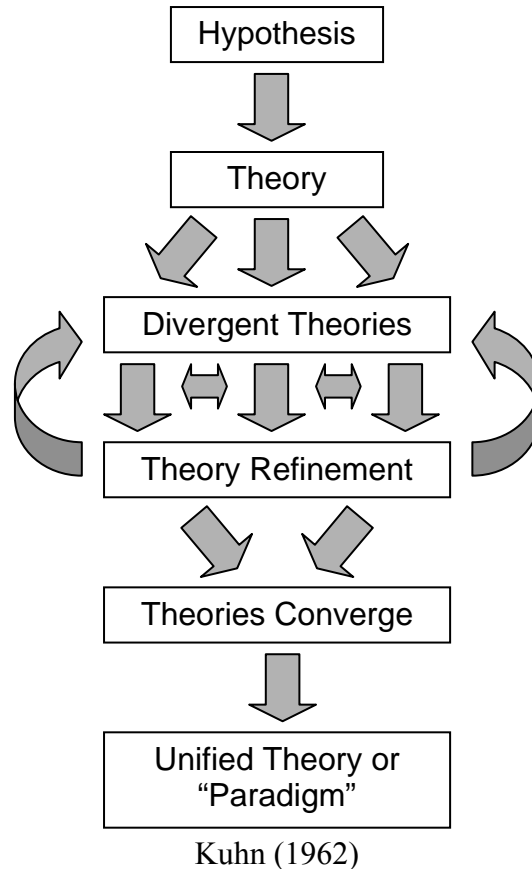 Hypothesis
Theory
Divergent Theories
Theory Refinement
Theories Converge
Unified Theory or
“Paradigm”
Kuhn (1962)